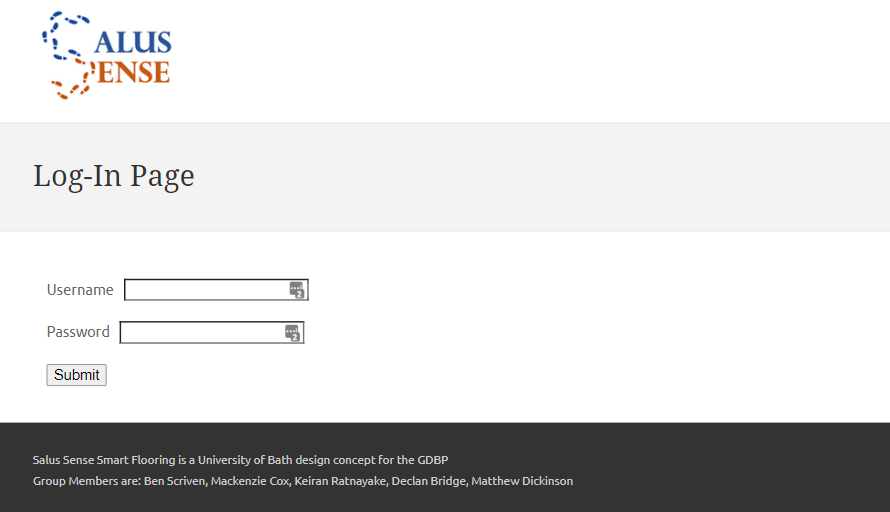 SALUS
SENSE
Log-In Page
Username
Password
Submit
Salus Sense Smart Flooring is a University of Bath design concept for the GDBP
Group Members are: Ben Scriven, Mackenzie Cox, Keiran Ratnayake, Declan Bridge, Matthew Dickinson